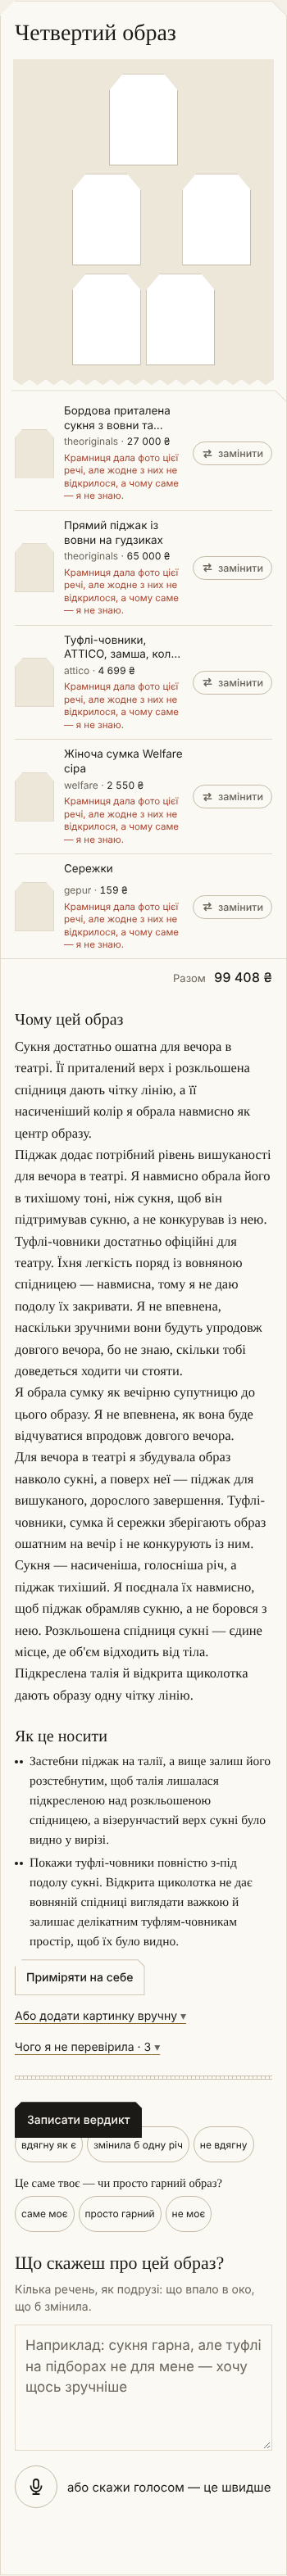 Четвертий образ
Бордова приталена
сукня з вовни та...
theoriginals · 27 000 ₴
Крамниця дала фото цієї
речі, але жодне з них не
відкрилося, а чому саме
— я не знаю.
⇄ замінити
Прямий піджак із
вовни на гудзиках
theoriginals · 65 000 ₴
Крамниця дала фото цієї
речі, але жодне з них не
відкрилося, а чому саме
— я не знаю.
⇄ замінити
Туфлі-човники,
ATTICO, замша, кол...
attico · 4 699 ₴
Крамниця дала фото цієї
речі, але жодне з них не
відкрилося, а чому саме
— я не знаю.
⇄ замінити
Жіноча сумка Welfare
сіра
welfare · 2 550 ₴
Крамниця дала фото цієї
речі, але жодне з них не
відкрилося, а чому саме
— я не знаю.
⇄ замінити
Сережки
gepur · 159 ₴
Крамниця дала фото цієї
речі, але жодне з них не
відкрилося, а чому саме
— я не знаю.
⇄ замінити
Разом 99 408 ₴
Чому цей образ
Сукня достатньо ошатна для вечора в
театрі. Її приталений верх і розкльошена
спідниця дають чітку лінію, а її
насичений колір я обрала навмисно як
центр образу.
Піджак додає потрібний рівень вишуканості
для вечора в театрі. Я навмисно обрала його
в тихішому тоні, ніж сукня, щоб він
підтримував сукню, а не конкурував із нею.
Туфлі-човники достатньо офіційні для
театру. Їхня легкість поряд із вовняною
спідницею — навмисна, тому я не даю
подолу їх закривати. Я не впевнена,
наскільки зручними вони будуть упродовж
довгого вечора, бо не знаю, скільки тобі
доведеться ходити чи стояти.
Я обрала сумку як вечірню супутницю до
цього образу. Я не впевнена, як вона буде
відчуватися впродовж довгого вечора.
Для вечора в театрі я збудувала образ
навколо сукні, а поверх неї — піджак для
вишуканого, дорослого завершення. Туфлі-
човники, сумка й сережки зберігають образ
ошатним на вечір і не конкурують із ним.
Сукня — насиченіша, голосніша річ, а
піджак тихіший. Я поєднала їх навмисно,
щоб піджак обрамляв сукню, а не боровся з
нею. Розкльошена спідниця сукні — єдине
місце, де об'єм відходить від тіла.
Підкреслена талія й відкрита щиколотка
дають образу одну чітку лінію.
Як це носити
•• Застебни піджак на талії, а вище залиш його
розстебнутим, щоб талія лишалася
підкресленою над розкльошеною
спідницею, а візерунчастий верх сукні було
видно у вирізі.
•• Покажи туфлі-човники повністю з-під
подолу сукні. Відкрита щиколотка не дає
вовняній спідниці виглядати важкою й
залишає делікатним туфлям-човникам
простір, щоб їх було видно.
Приміряти на себе
Або додати картинку вручну ▾
Чого я не перевірила · 3 ▾
Записати вердикт
вдягну як є
змінила б одну річ
не вдягну
Це саме твоє — чи просто гарний образ?
саме моє
просто гарний
не моє
Що скажеш про цей образ?
Кілька речень, як подрузі: що впало в око,
що б змінила.
Наприклад: сукня гарна, але туфлі
на підборах не для мене — хочу
щось зручніше
або скажи голосом — це швидше